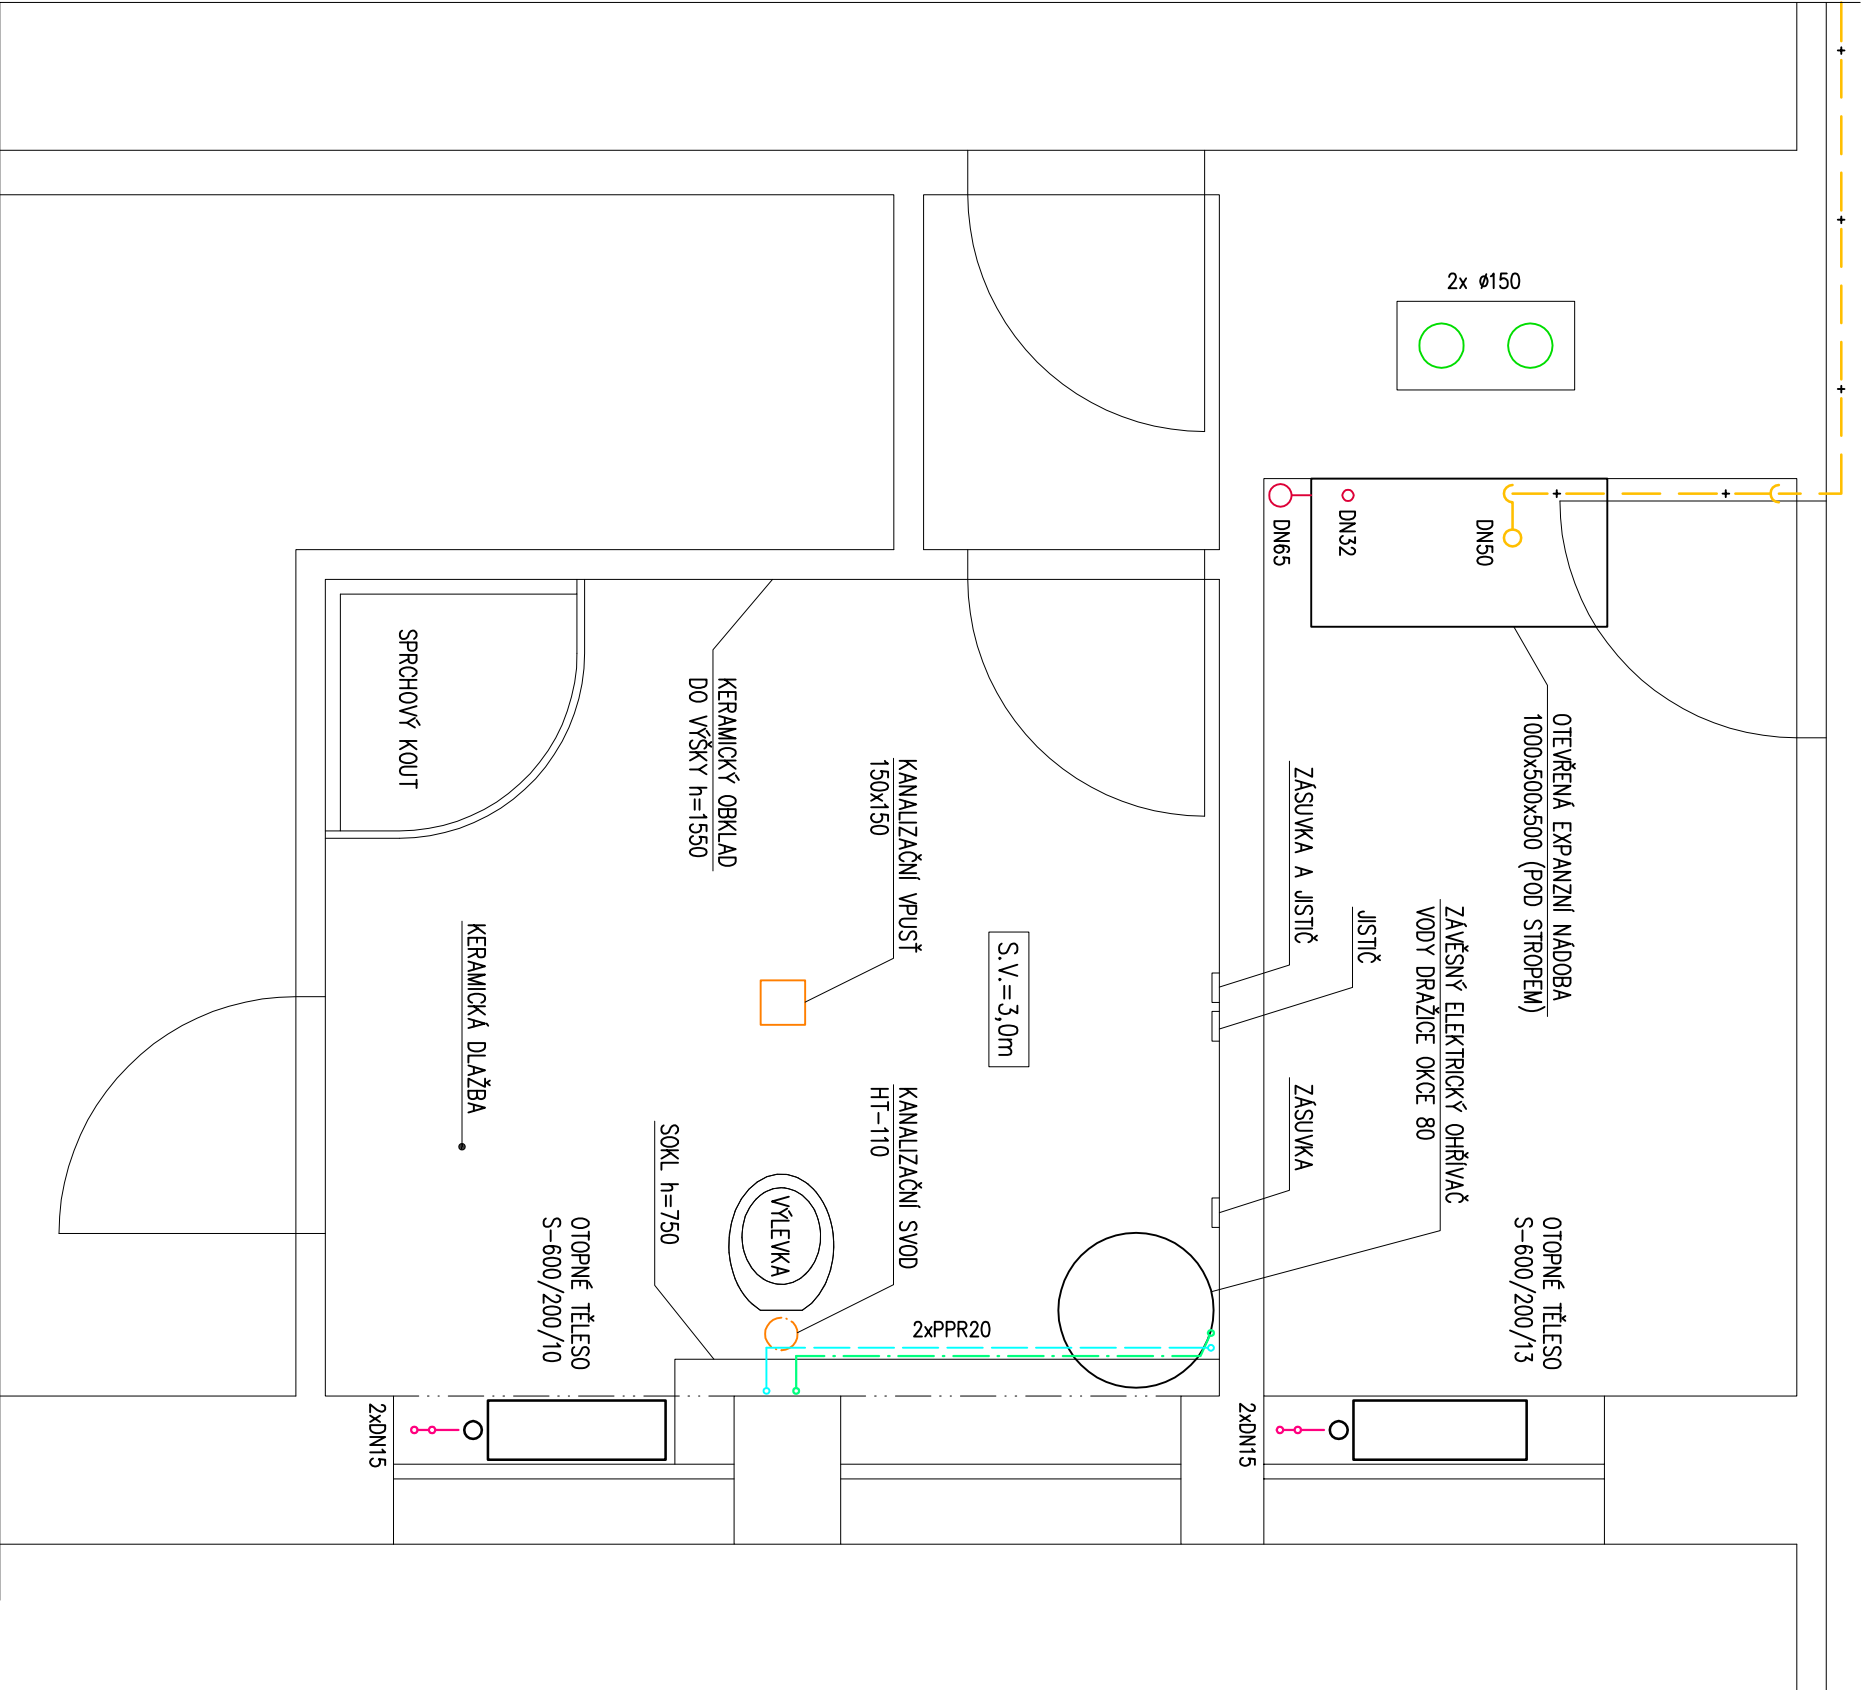 2x Ø150
DN65
DN32
DN50
OTEVŘENÁ EXPANZNÍ NÁDOBA
1000x500x500 (POD STROPEM)
SPRCHOVÝ KOUT
KERAMICKÝ OBKLAD
DO VÝŠKY h=1550
KANALIZAČNÍ VPUSŤ
150x150
ZÁSUVKA A JISTIČ
JISTIČ
ZÁVĚSNÝ ELEKTRICKÝ OHŘÍVAČ
VODY DRAŽICE OKCE 80
S.V.=3,0m
KERAMICKÁ DLAŽBA
KANALIZAČNÍ SVOD
HT-110
ZÁSUVKA
SOKL h=750
VÝLEVKA
OTOPNÉ TĚLESO
S-600/200/10
OTOPNÉ TĚLESO
S-600/200/13
2xPPR20
2xDN15
2xDN15